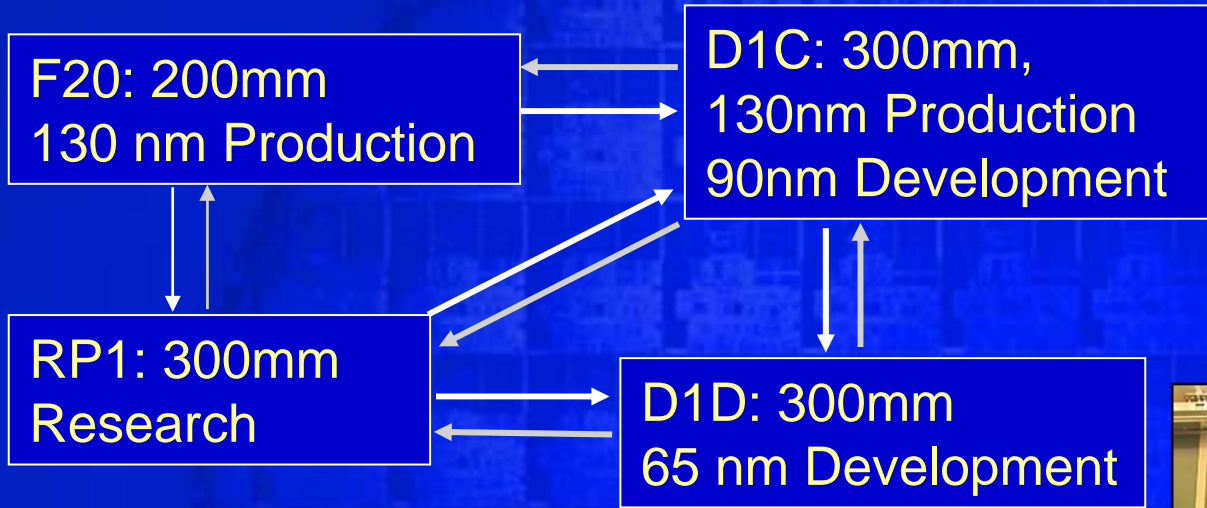 F20: 200mm
130 nm Production
D1C: 300mm,
130nm Production
90nm Development
RP1: 300mm
Research
D1D: 300mm
65 nm Development